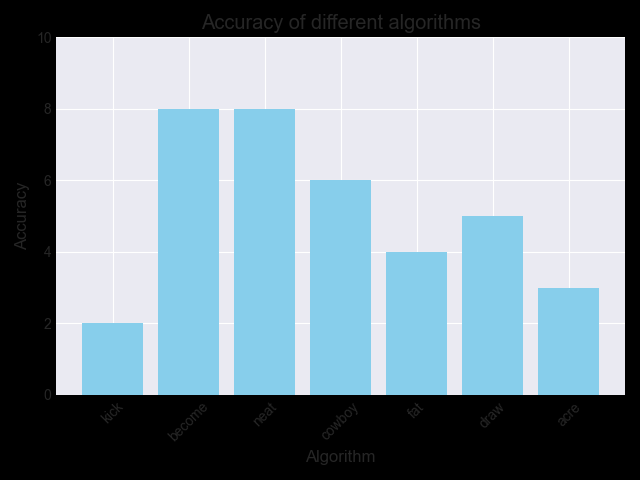 Accuracy of different algorithms
10
8
6
4
2
0
Accuracy
kick
become
neat
cowboy
fat
draw
acre
Algorithm